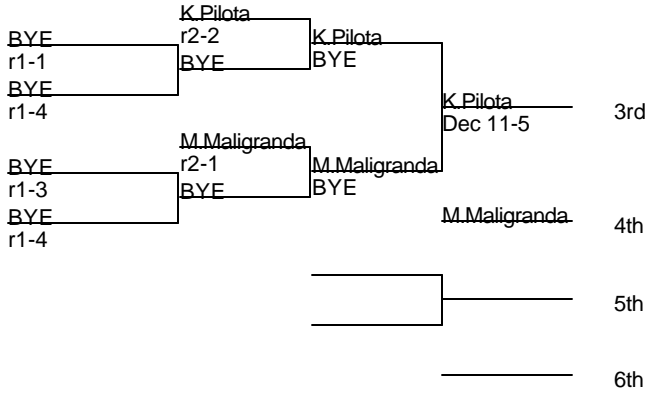 K.Pilota
BYE
r2-2
K.Pilota
r1-1
BYE
BYE
BYE
r1-4
K.Pilota
3rd
Dec 11-5
M.Maligranda
BYE
r2-1
M.Maligranda
r1-3
BYE
BYE
BYE
r1-4
M.Maligranda
4th
5th
6th